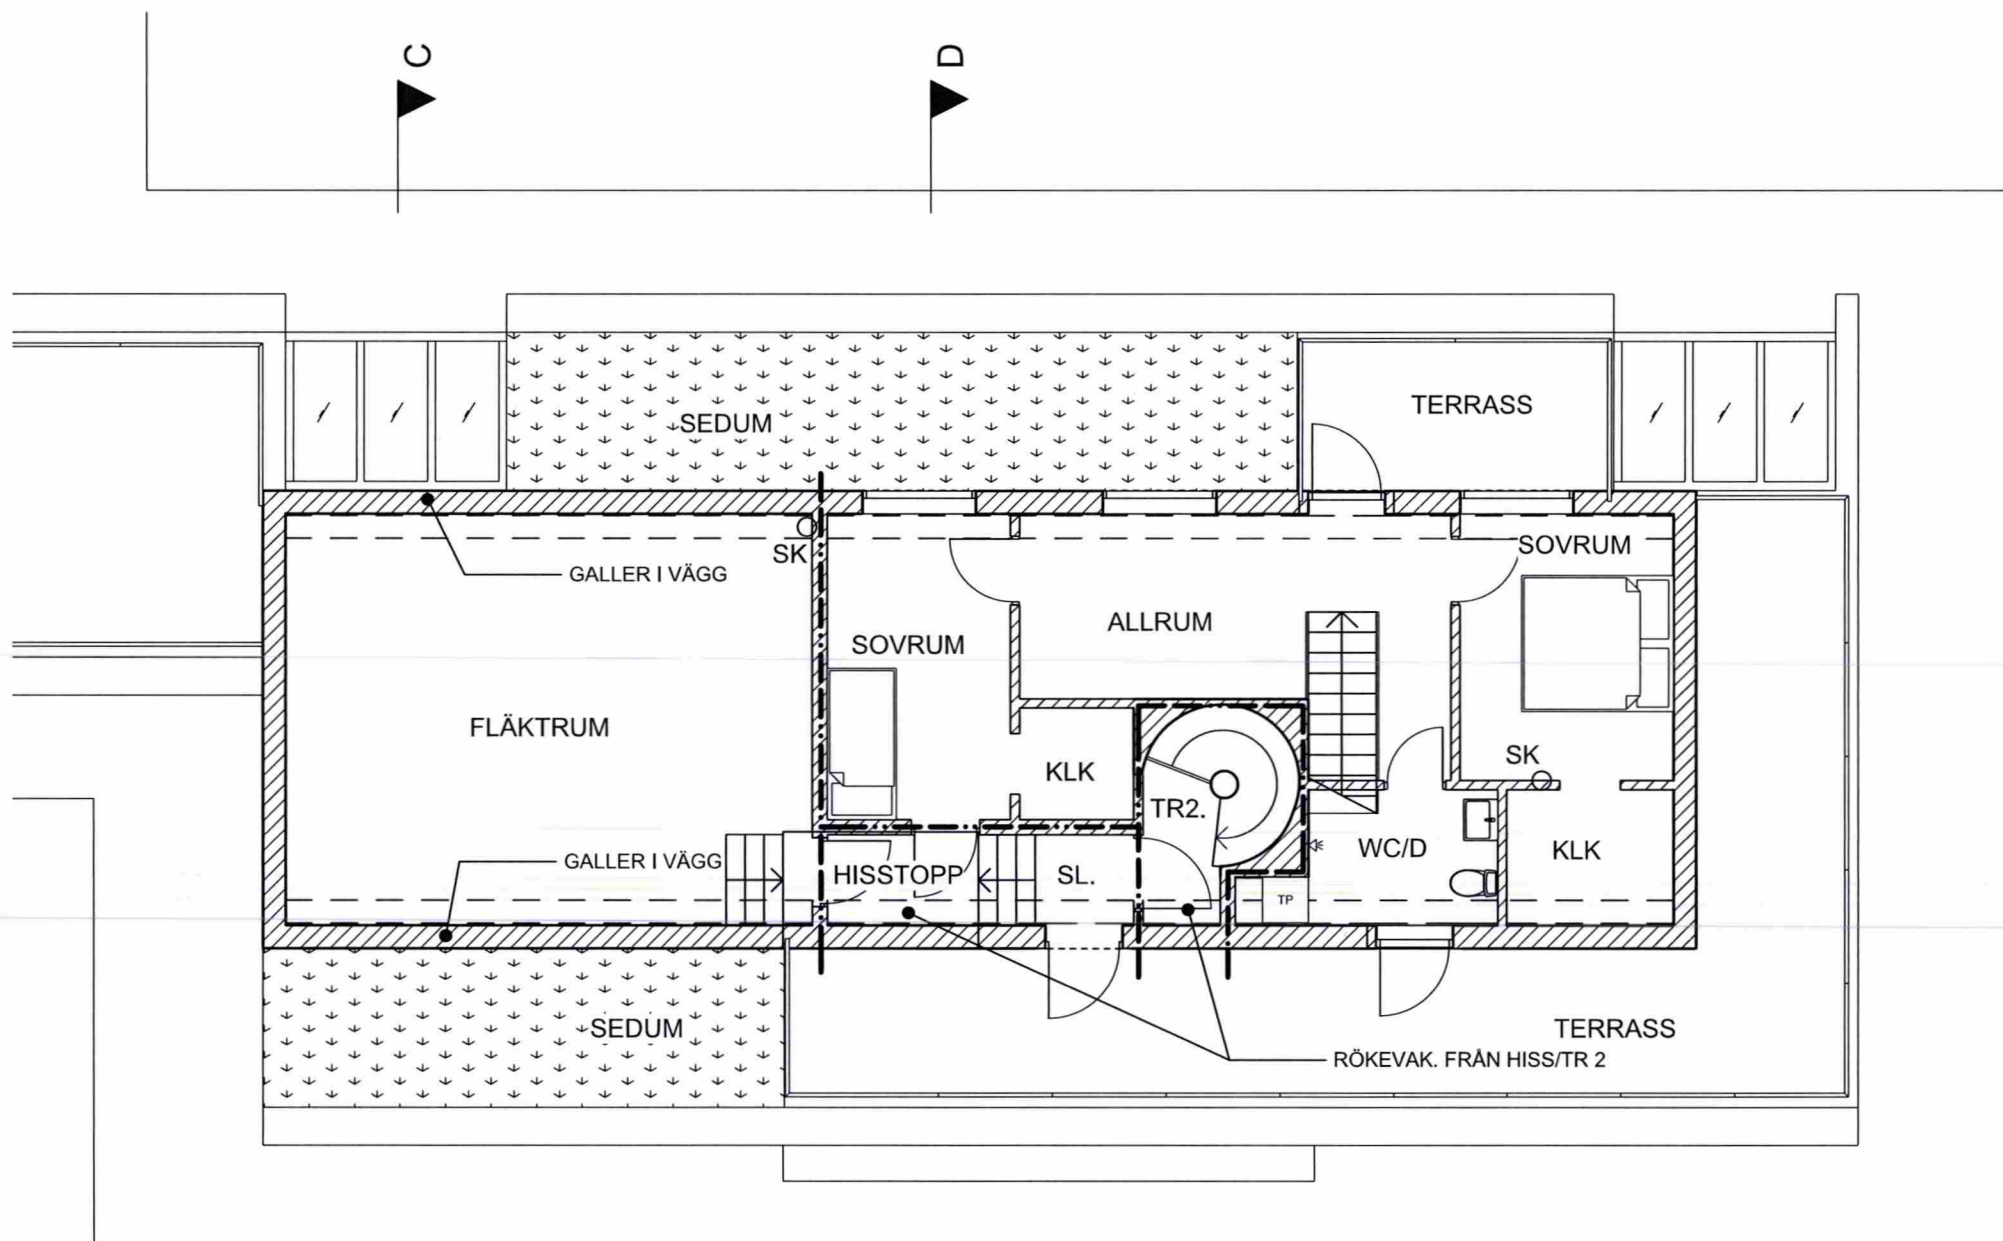 C
D
SEDUM
TERRASS
SK
SOVRUM
GALLER I VÄGG
ALLRUM
SOVRUM
FLÄKTRUM
SK
KLK
TR2.
GALLER I VÄGG
HISSTOPP
SL.
WC/D
KLK
TP
SEDUM
TERRASS
RÖKEVAK. FRÅN HISS/TR 2